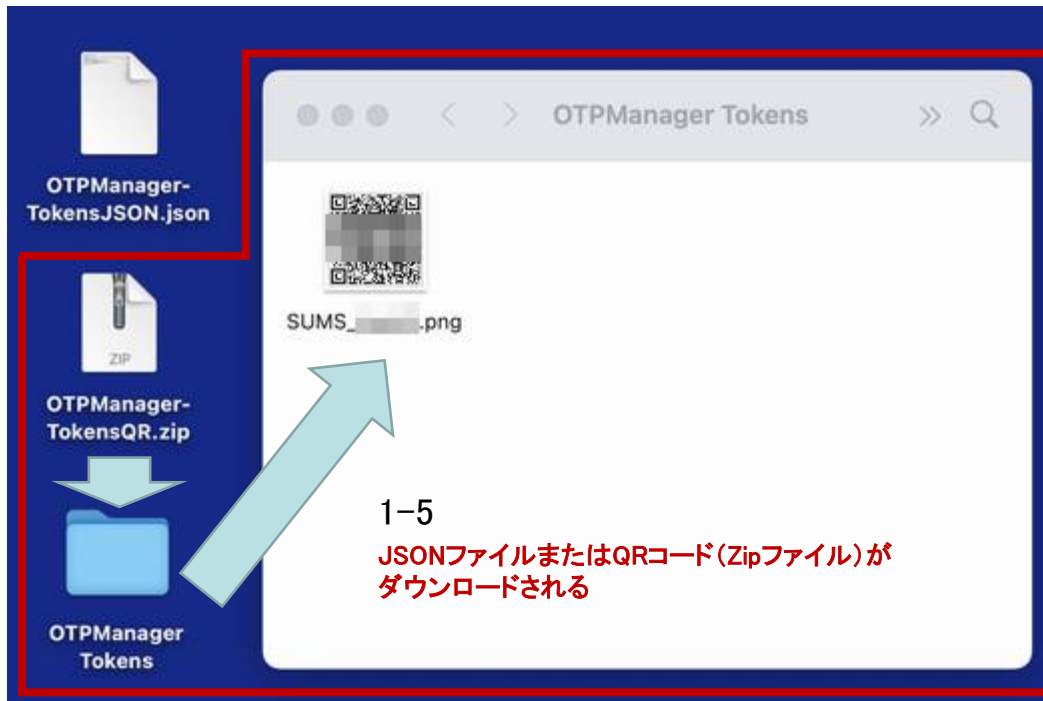 OTPManager-
TokensJSON.json
OTPManager Tokens
SUMS_
.png
ZIP
OTPManager-
TokensQR.zip
1-5
JSONファイルまたはQRコード(Zipファイル)が
ダウンロードされる
OTPManager
Tokens